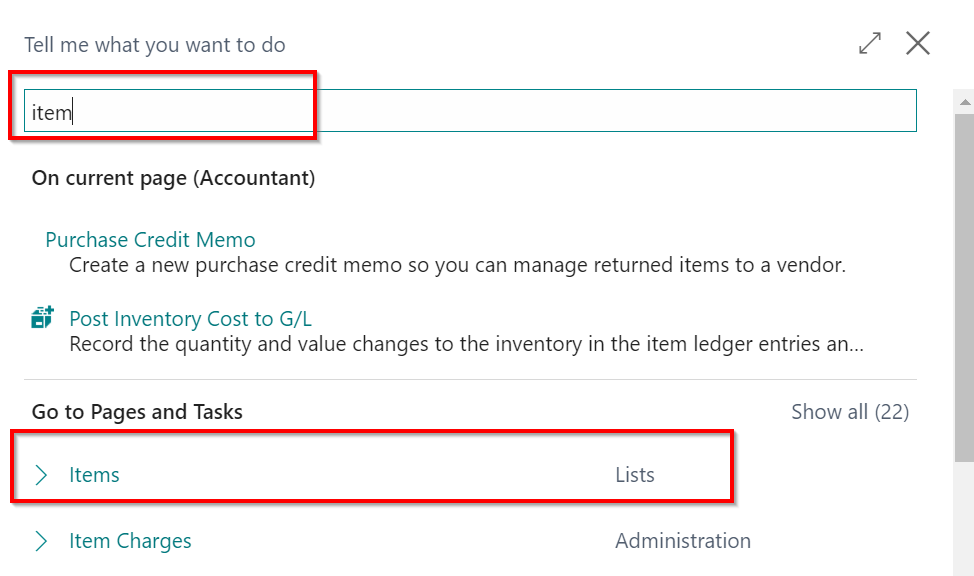 Tell me what you want to do
item
On current page (Accountant)
Purchase Credit Memo
Create a new purchase credit memo so you can manage returned items to a vendor.
Post Inventory Cost to G/L
Record the quantity and value changes to the inventory in the item ledger entries an...
Go to Pages and Tasks Show all (22)
Items Lists
Item Charges Administration